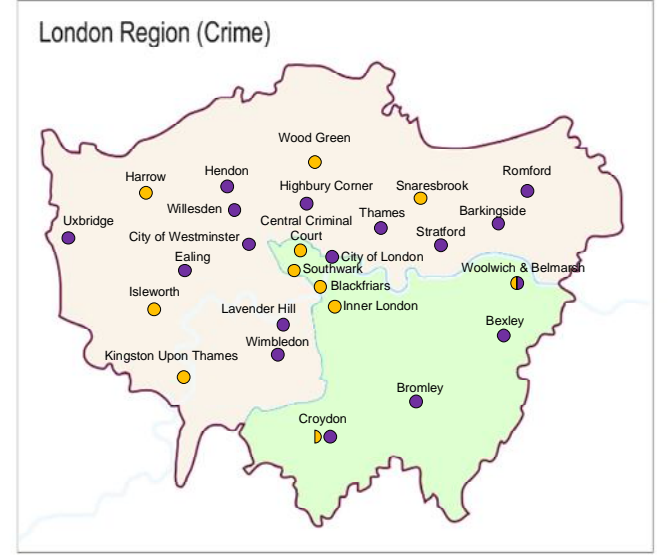 London Region (Crime)
Wood Green
Harrow
Hendon
Romford
Highbury Corner
Snaresbrook
Willesden
Thames
Barkingside
Uxbridge
Central Criminal
Court
City of Westminster
Stratford
Ealing
City of London
Southwark
Woolwich & Belmarsh
Blackfriars
Isleworth
Inner London
Lavender Hill
Bexley
Wimbledon
Kingston Upon Thames
Bromley
Croydon